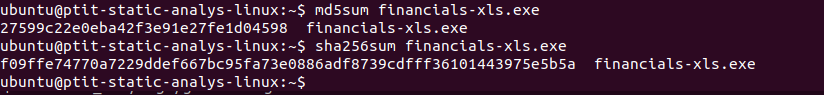 ubuntu@ptit-static-analys-linux:~$ md5sum financials-xls.exe
27599c22e0eba42f3e91e27fe1d04598  financials-xls.exe
ubuntu@ptit-static-analys-linux:~$ sha256sum financials-xls.exe
f09ffe74770a7229ddef667bc95fa73e0886adf8739cdfff36101443975e5b5a  financials-xls.exe
ubuntu@ptit-static-analys-linux:~$